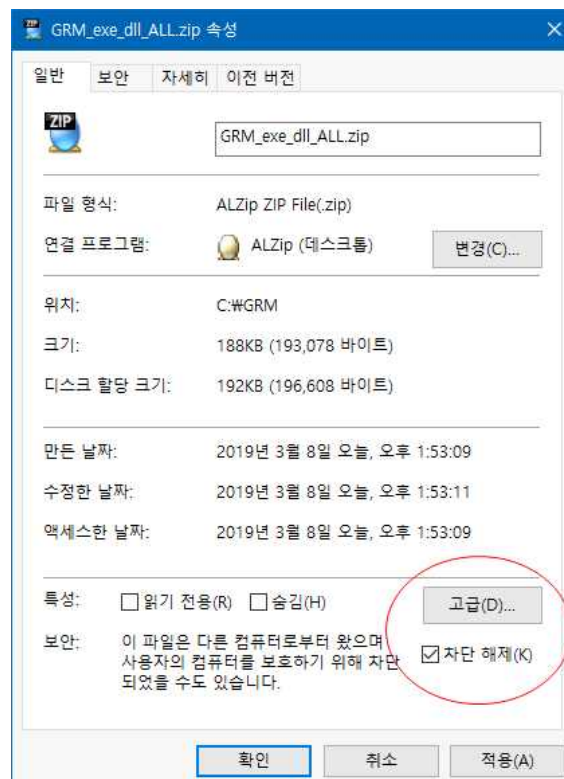 GRM_exe_dll_ALL.zip 속성
일반 보안 자세히 이전 버전
ZIP
GRM_exe_dll_ALL.zip
파일 형식: ALZip ZIP File(.zip)
연결 프로그램: ALZip (데스크톱) 변경(C)...
위치: C:₩GRM
크기: 188KB (193,078 바이트)
디스크 할당 크기: 192KB (196,608 바이트)
만든 날짜: 2019년 3월 8일 오늘, 오후 1:53:09
수정한 날짜: 2019년 3월 8일 오늘, 오후 1:53:11
액세스한 날짜: 2019년 3월 8일 오늘, 오후 1:53:09
특성: 읽기 전용(R) 숨김(H) 고급(D)...
보안: 이 파일은 다른 컴퓨터로부터 왔으며
사용자의 컴퓨터를 보호하기 위해 차단 차단 해제(K)
되었을 수도 있습니다.
확인 취소 적용(A)